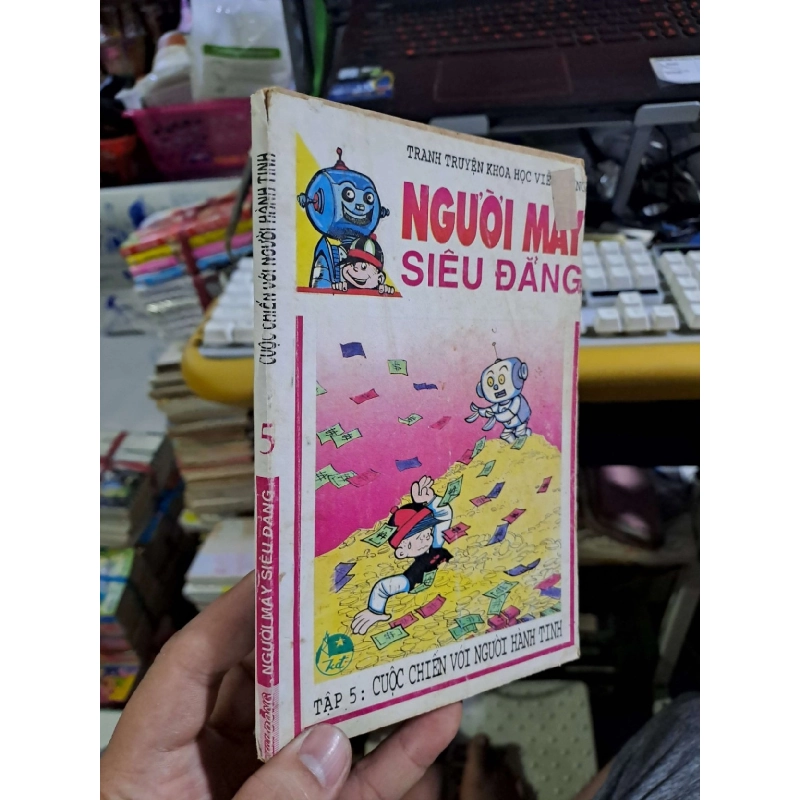 TRANH TRUYỆN KHOA HỌC VIỄ
NGƯỜI MÁY
SIÊU ĐẲNG
TẬP 5: CUỘC CHIẾN VỚI NGƯỜI HÀNH TINH
kđ
CUỘC CHIẾN VỚI NGƯỜI HÀNH TINH
5
NGƯỜI MÁY SIÊU ĐẲNG